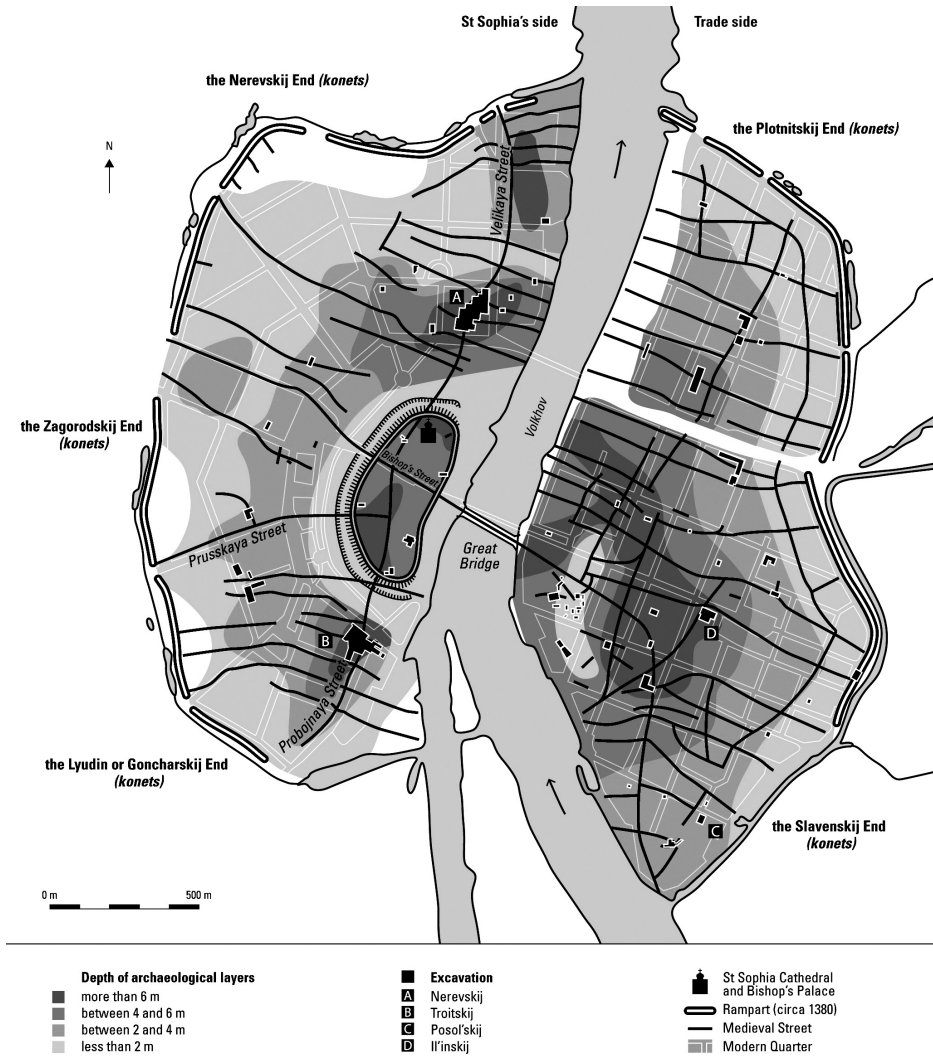 St Sophia's side
Trade side
the Nerevskij End (konets)
the Plotnitskij End (konets)
N
Velikaya Street
A
the Zagorodskij End
(konets)
Volkhov
Bishop's Street
Prusskaya Street
Great
Bridge
B
D
Probojnaya Street
the Lyudin or Goncharskij End
(konets)
C
the Slavenskij End
(konets)
0 m
500 m
Depth of archaeological layers
more than 6 m
between 4 and 6 m
between 2 and 4 m
less than 2 m
Excavation
A Nerevskij
B Troitskij
C Posol'skij
D Il'inskij
St Sophia Cathedral
and Bishop's Palace
Rampart (circa 1380)
Medieval Street
Modern Quarter